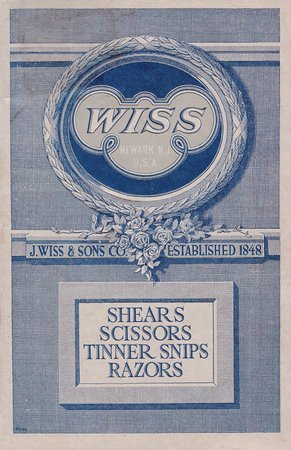 WISS
NEWARK N.J.
U.S.A.
J. WISS & SONS CO. ESTABLISHED 1848
SHEARS
SCISSORS
TINNER SNIPS
RAZORS